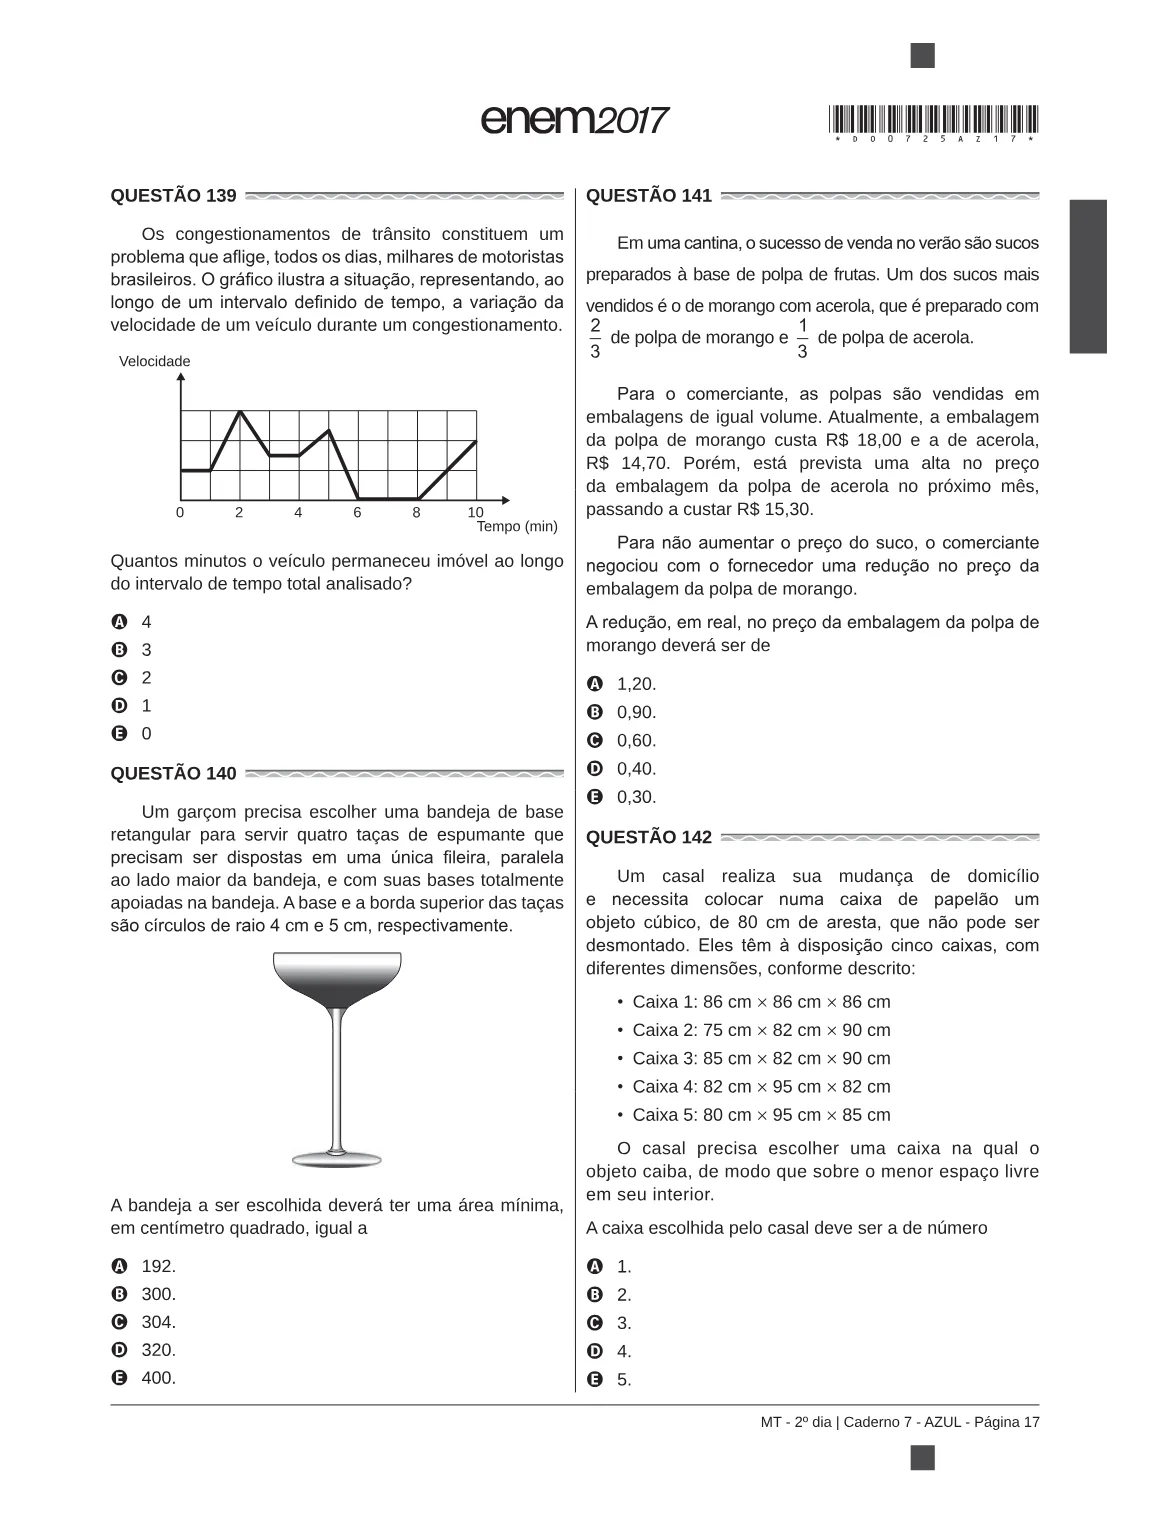 enem2017
*D00725AZ17*
QUESTÃO 139
Os congestionamentos de trânsito constituem um
problema que aflige, todos os dias, milhares de motoristas
brasileiros. O gráfico ilustra a situação, representando, ao
longo de um intervalo definido de tempo, a variação da
velocidade de um veículo durante um congestionamento.
Velocidade
0 2 4 6 8 10
Tempo (min)
Quantos minutos o veículo permaneceu imóvel ao longo
do intervalo de tempo total analisado?
A 4
B 3
C 2
D 1
E 0
QUESTÃO 140
Um garçom precisa escolher uma bandeja de base
retangular para servir quatro taças de espumante que
precisam ser dispostas em uma única fileira, paralela
ao lado maior da bandeja, e com suas bases totalmente
apoiadas na bandeja. A base e a borda superior das taças
são círculos de raio 4 cm e 5 cm, respectivamente.
A bandeja a ser escolhida deverá ter uma área mínima,
em centímetro quadrado, igual a
A 192.
B 300.
C 304.
D 320.
E 400.
QUESTÃO 141
Em uma cantina, o sucesso de venda no verão são sucos
preparados à base de polpa de frutas. Um dos sucos mais
vendidos é o de morango com acerola, que é preparado com
2/3 de polpa de morango e 1/3 de polpa de acerola.
Para o comerciante, as polpas são vendidas em
embalagens de igual volume. Atualmente, a embalagem
da polpa de morango custa R$ 18,00 e a de acerola,
R$ 14,70. Porém, está prevista uma alta no preço
da embalagem da polpa de acerola no próximo mês,
passando a custar R$ 15,30.
Para não aumentar o preço do suco, o comerciante
negociou com o fornecedor uma redução no preço da
embalagem da polpa de morango.
A redução, em real, no preço da embalagem da polpa de
morango deverá ser de
A 1,20.
B 0,90.
C 0,60.
D 0,40.
E 0,30.
QUESTÃO 142
Um casal realiza sua mudança de domicílio
e necessita colocar numa caixa de papelão um
objeto cúbico, de 80 cm de aresta, que não pode ser
desmontado. Eles têm à disposição cinco caixas, com
diferentes dimensões, conforme descrito:
• Caixa 1: 86 cm × 86 cm × 86 cm
• Caixa 2: 75 cm × 82 cm × 90 cm
• Caixa 3: 85 cm × 82 cm × 90 cm
• Caixa 4: 82 cm × 95 cm × 82 cm
• Caixa 5: 80 cm × 95 cm × 85 cm
O casal precisa escolher uma caixa na qual o
objeto caiba, de modo que sobre o menor espaço livre
em seu interior.
A caixa escolhida pelo casal deve ser a de número
A 1.
B 2.
C 3.
D 4.
E 5.
MT - 2º dia | Caderno 7 - AZUL - Página 17